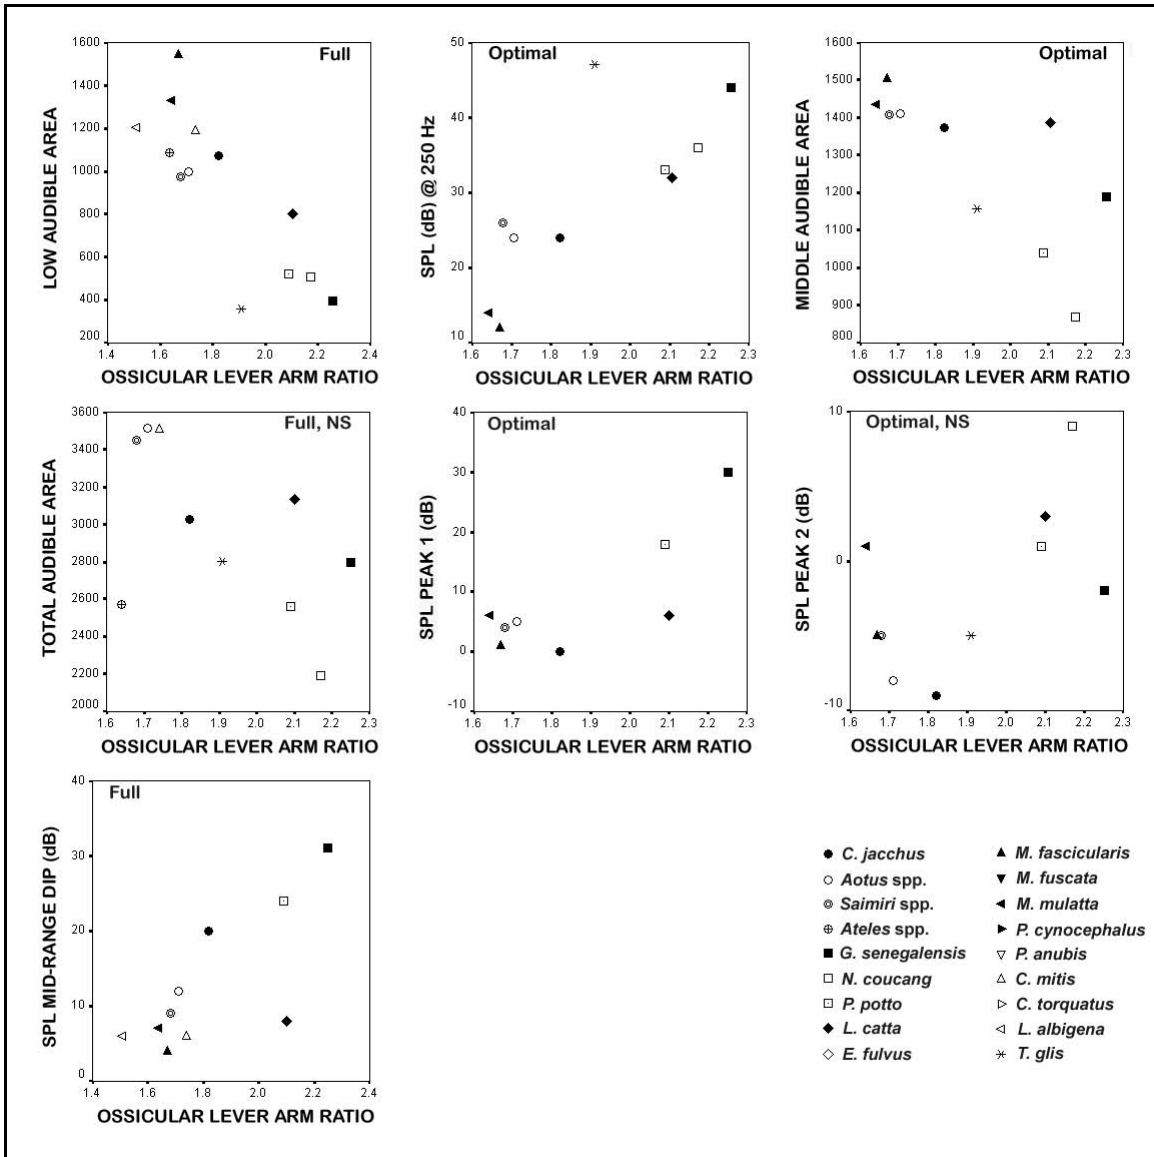 Full
LOW AUDIBLE AREA
1600
1400
1200
1000
800
600
400
200
1.4 1.6 1.8 2.0 2.2 2.4
OSSICULAR LEVER ARM RATIO
Optimal
SPL (dB) @ 250 Hz
50
40
30
20
10
1.6 1.7 1.8 1.9 2.0 2.1 2.2 2.3
OSSICULAR LEVER ARM RATIO
Optimal
MIDDLE AUDIBLE AREA
1600
1500
1400
1300
1200
1100
1000
900
800
1.6 1.7 1.8 1.9 2.0 2.1 2.2 2.3
OSSICULAR LEVER ARM RATIO
Full, NS
TOTAL AUDIBLE AREA
3600
3400
3200
3000
2800
2600
2400
2200
2000
1.6 1.7 1.8 1.9 2.0 2.1 2.2 2.3
OSSICULAR LEVER ARM RATIO
Optimal
SPL PEAK 1 (dB)
40
30
20
10
0
-10
1.6 1.7 1.8 1.9 2.0 2.1 2.2 2.3
OSSICULAR LEVER ARM RATIO
Optimal, NS
SPL PEAK 2 (dB)
10
0
-10
1.6 1.7 1.8 1.9 2.0 2.1 2.2 2.3
OSSICULAR LEVER ARM RATIO
Full
SPL MID-RANGE DIP (dB)
40
30
20
10
0
1.4 1.6 1.8 2.0 2.2 2.4
OSSICULAR LEVER ARM RATIO
C. jacchus
Aotus spp.
Saimiri spp.
Ateles spp.
G. senegalensis
N. coucang
P. potto
L. catta
E. fulvus
M. fascicularis
M. fuscata
M. mulatta
P. cynocephalus
P. anubis
C. mitis
C. torquatus
L. albigena
T. glis